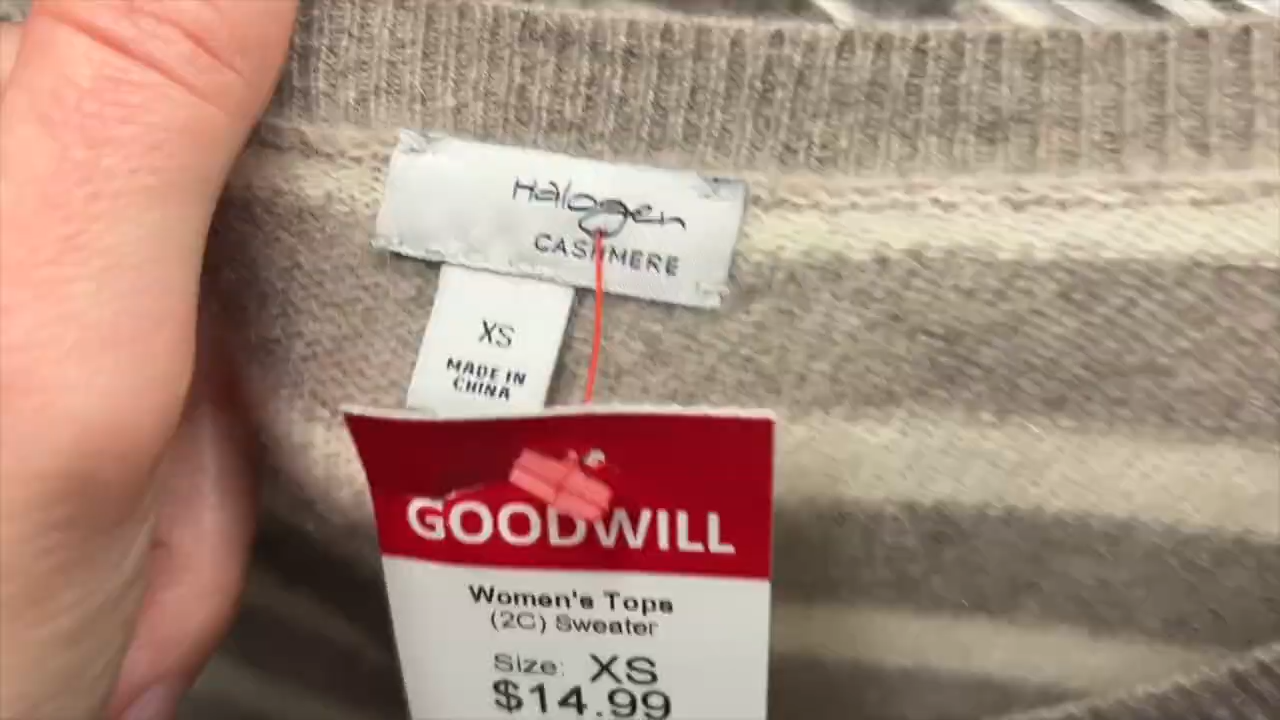 Halogen
CASHMERE
XS
MADE IN
CHINA
GOODWILL
Women's Tops
(2C) Sweater
Size: XS
$14.99